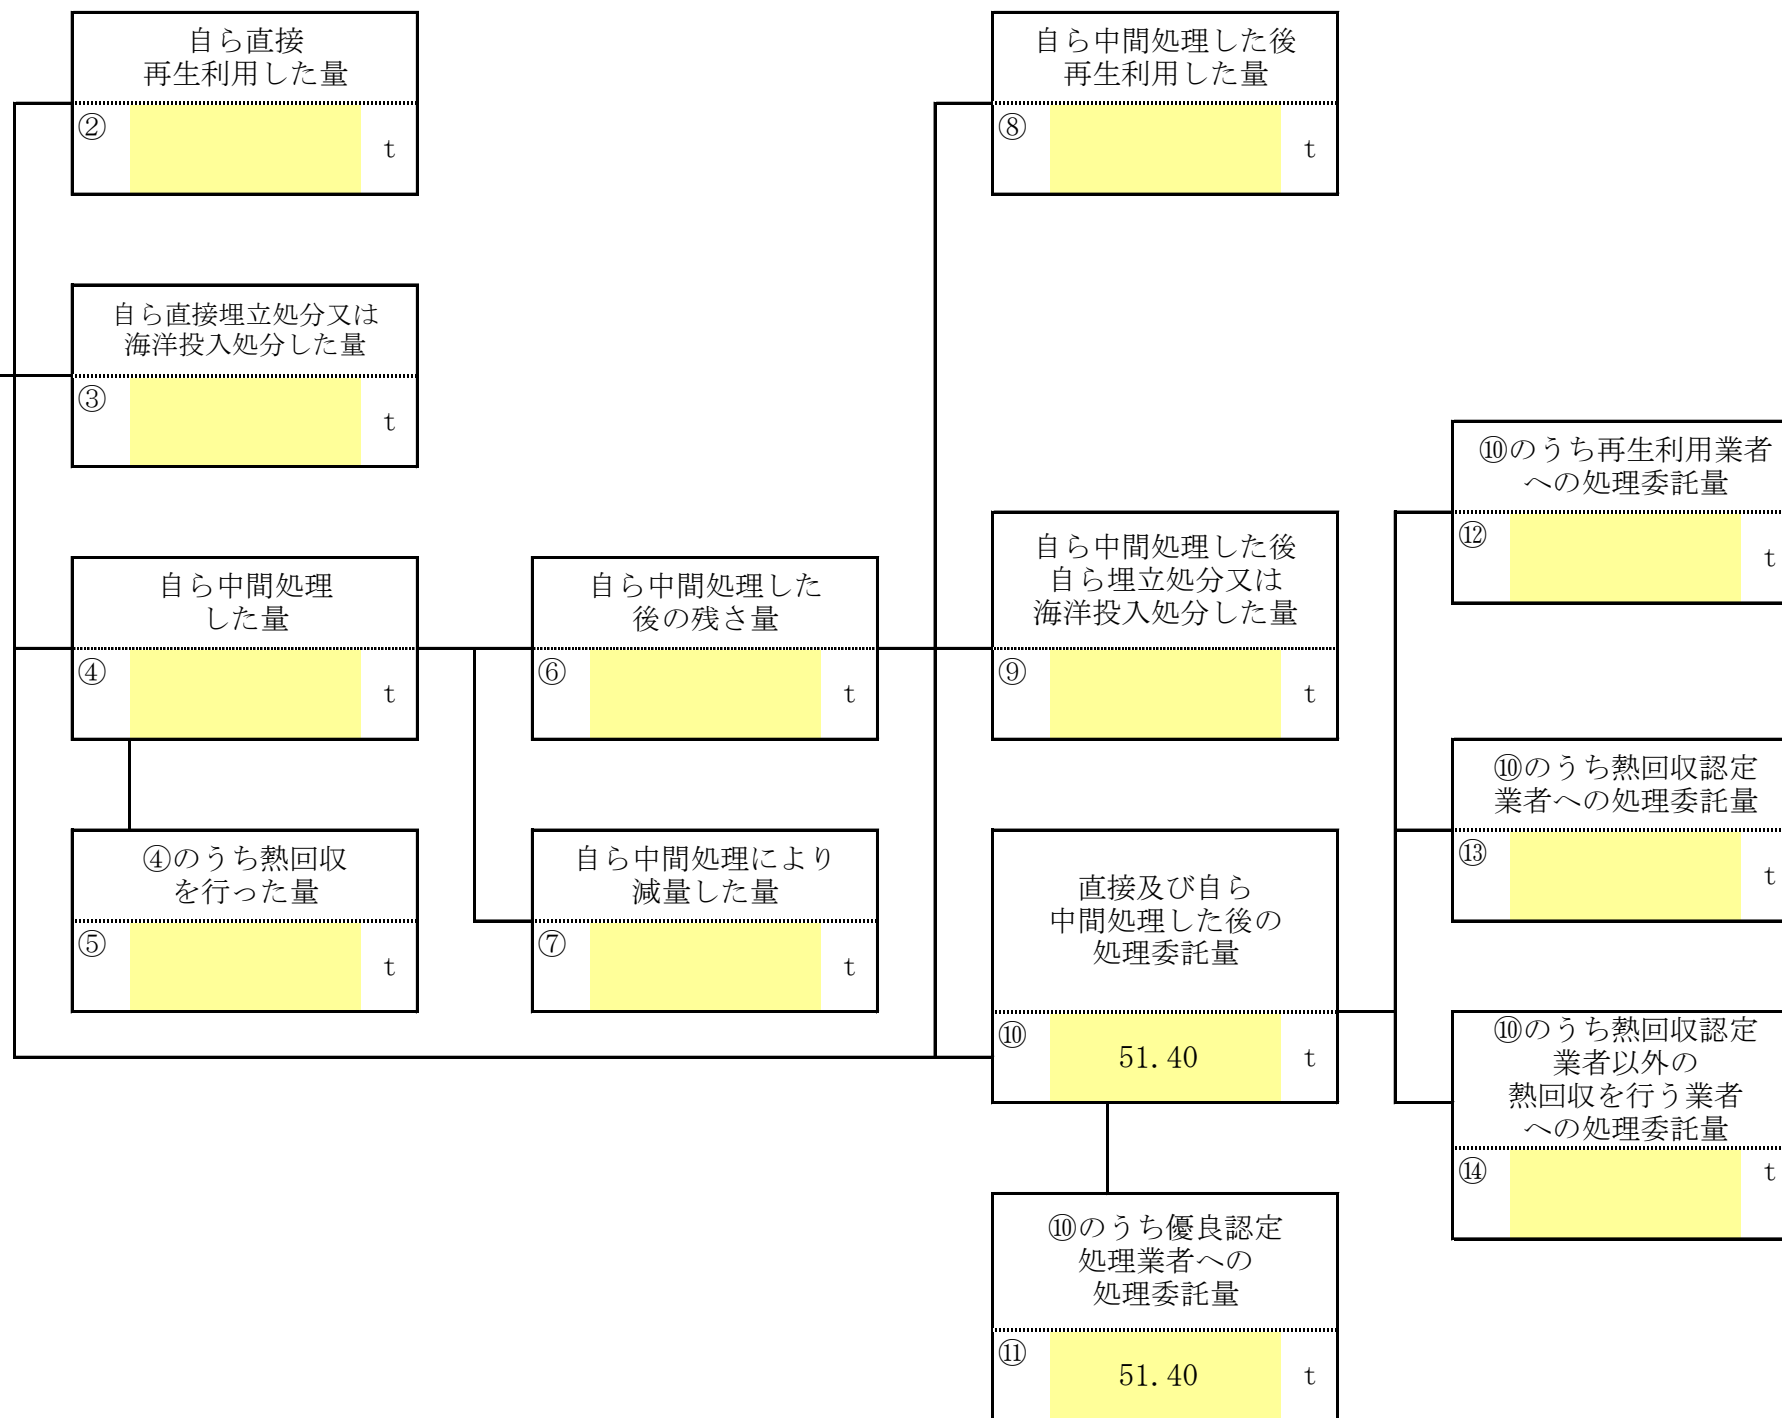 自ら直接
再生利用した量
②
t
自ら中間処理した後
再生利用した量
⑧
t
自ら直接埋立処分又は
海洋投入処分した量
③
t
⑩のうち再生利用業者
への処理委託量
⑫
t
自ら中間処理
した量
④
t
自ら中間処理した
後の残さ量
⑥
t
自ら中間処理した後
自ら埋立処分又は
海洋投入処分した量
⑨
t
⑩のうち熱回収認定
業者への処理委託量
⑬
t
④のうち熱回収
を行った量
⑤
t
自ら中間処理により
減量した量
⑦
t
直接及び自ら
中間処理した後の
処理委託量
⑩
51.40
t
⑩のうち熱回収認定
業者以外の
熱回収を行う業者
への処理委託量
⑭
t
⑩のうち優良認定
処理業者への
処理委託量
⑪
51.40
t